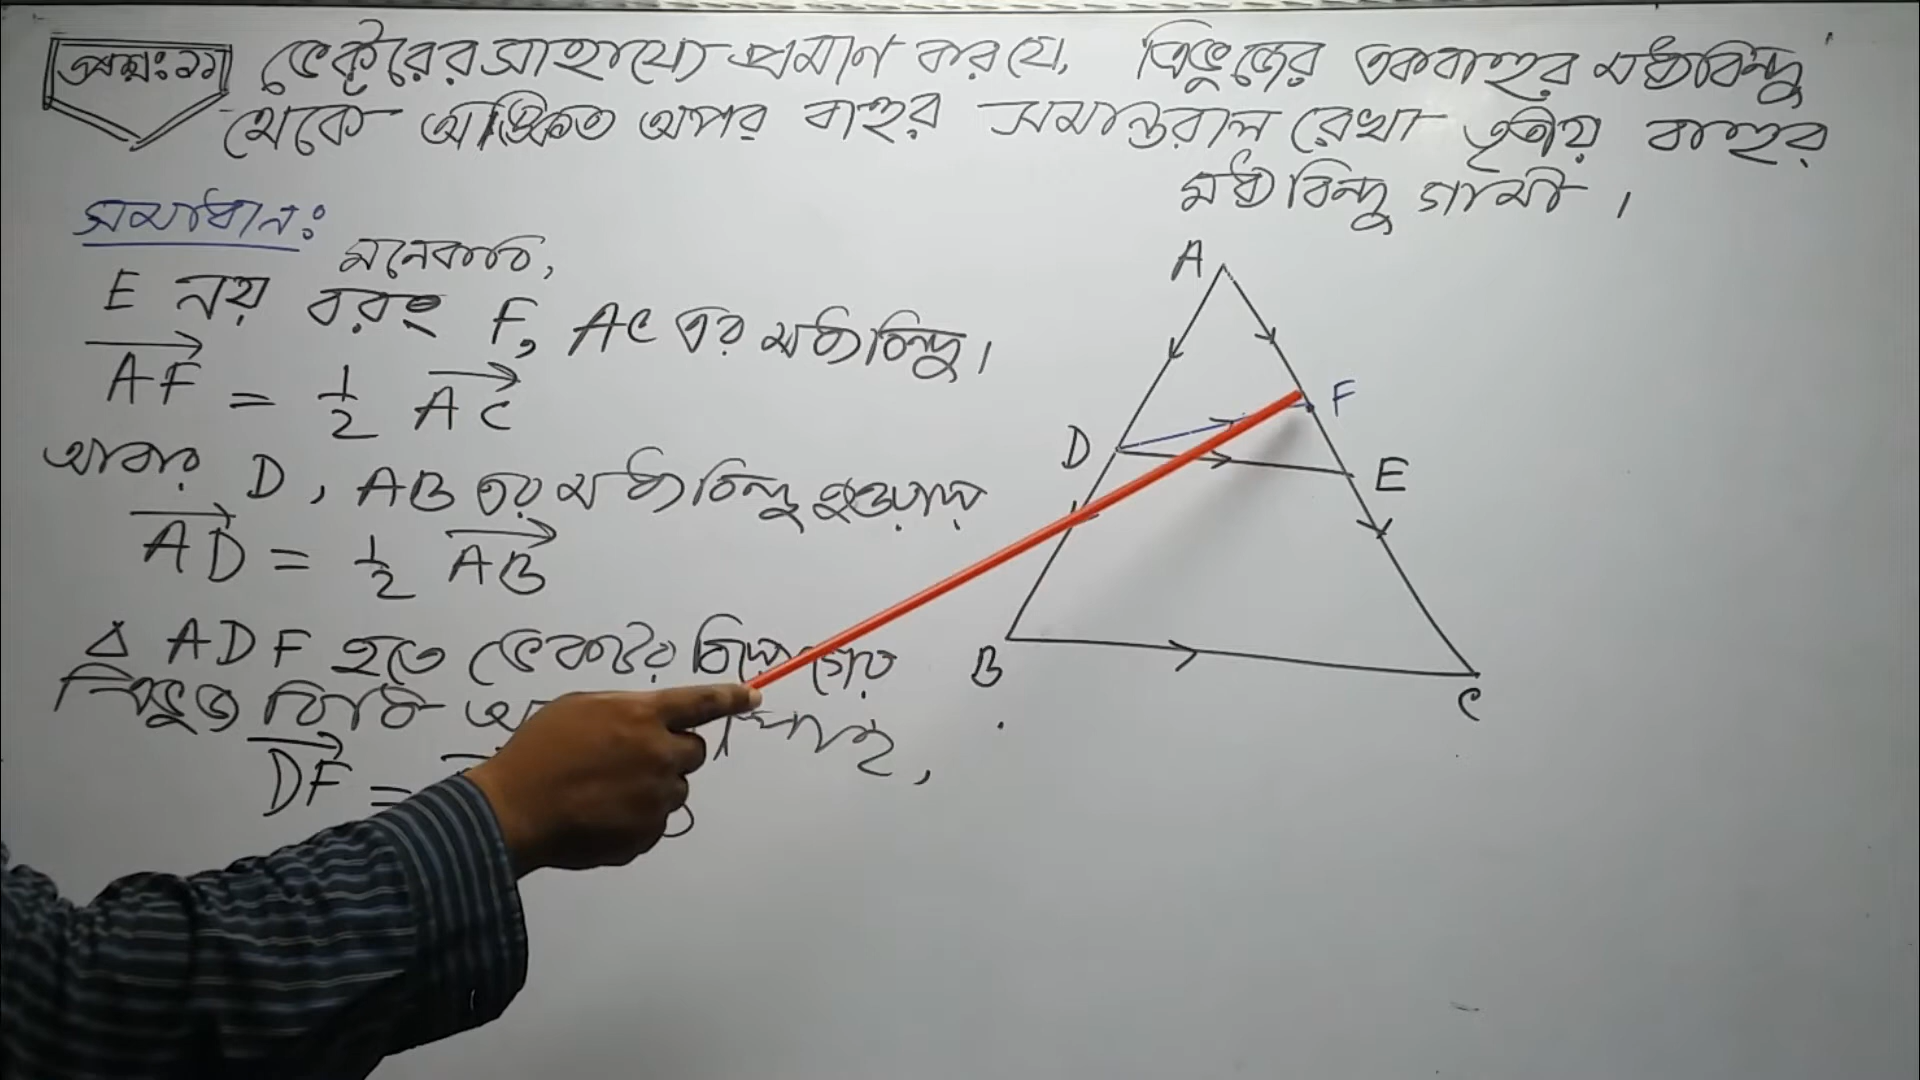 প্রশ্নঃ ১১ ভেক্টরের সাহায্যে প্রমাণ কর যে, ত্রিভুজের একবাহুর মধ্যবিন্দু
থেকে অঙ্কিত অপর বাহুর সমান্তরাল রেখা তৃতীয় বাহুর
মধ্যবিন্দু গামী ।
সমাধানঃ
মনেকরি,
E নয় বরং F, AC এর মধ্যবিন্দু ।
AF = 1/2 AC
আবার D, AB এর মধ্যবিন্দু হওয়ায়
AD = 1/2 AB
Δ ADF হতে ভেক্টর
ত্রিভুজ বিধি
DF =
A
F
D
E
B
C